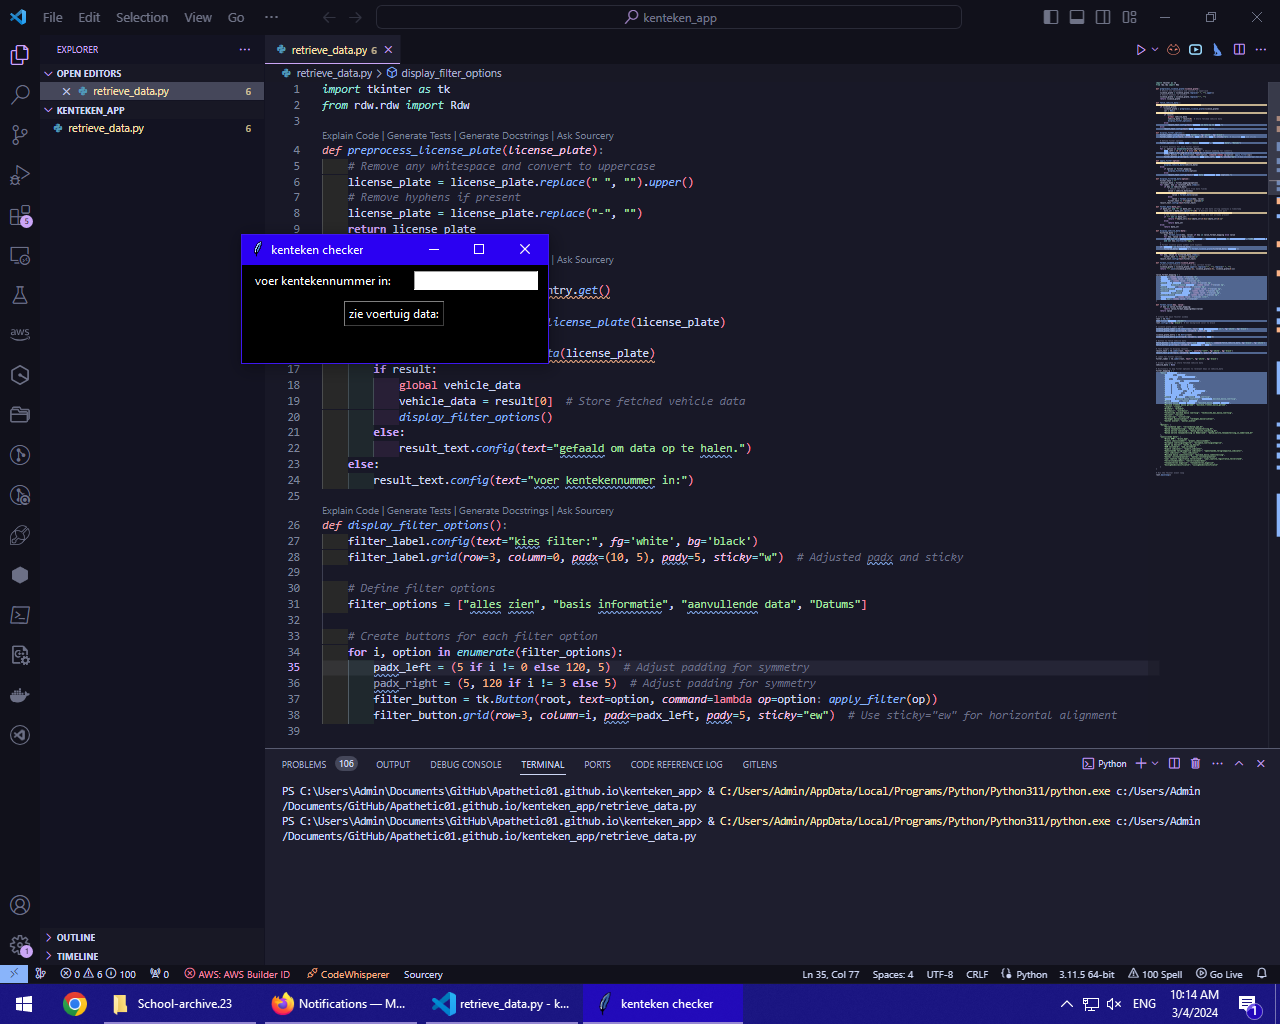 File Edit Selection View Go ··· kenteken_app
EXPLORER ···
OPEN EDITORS
retrieve_data.py 6
KENTEKEN_APP
retrieve_data.py 6
aws
OUTLINE
TIMELINE
retrieve_data.py 6
retrieve_data.py > display_filter_options
1 import tkinter as tk
2 from rdw.rdw import Rdw
3
Explain Code | Generate Tests | Generate Docstrings | Ask Sourcery
4 def preprocess_license_plate(license_plate):
5 # Remove any whitespace and convert to uppercase
6 license_plate = license_plate.replace(" ", "").upper()
7 # Remove hyphens if present
8 license_plate = license_plate.replace("-", "")
9 return license_plate
kenteken checker
voer kentekennummer in:
zie voertuig data:
Ask Sourcery
ntry.get()
license_plate(license_plate)
ta(license_plate)
17 if result:
18 global vehicle_data
19 vehicle_data = result[0] # Store fetched vehicle data
20 display_filter_options()
21 else:
22 result_text.config(text="gefaald om data op te halen.")
23 else:
24 result_text.config(text="voer kentekennummer in:")
25
Explain Code | Generate Tests | Generate Docstrings | Ask Sourcery
26 def display_filter_options():
27 filter_label.config(text="kies filter:", fg='white', bg='black')
28 filter_label.grid(row=3, column=0, padx=(10, 5), pady=5, sticky="w") # Adjusted padx and sticky
29
30 # Define filter options
31 filter_options = ["alles zien", "basis informatie", "aanvullende data", "Datums"]
32
33 # Create buttons for each filter option
34 for i, option in enumerate(filter_options):
35 padx_left = (5 if i != 0 else 120, 5) # Adjust padding for symmetry
36 padx_right = (5, 120 if i != 3 else 5) # Adjust padding for symmetry
37 filter_button = tk.Button(root, text=option, command=lambda op=option: apply_filter(op))
38 filter_button.grid(row=3, column=i, padx=padx_left, pady=5, sticky="ew") # Use sticky="ew" for horizontal alignment
39
PROBLEMS 106 OUTPUT DEBUG CONSOLE TERMINAL PORTS CODE REFERENCE LOG GITLENS Python
PS C:\Users\Admin\Documents\GitHub\Apathetic01.github.io\kenteken_app> & C:/Users/Admin/AppData/Local/Programs/Python/Python311/python.exe c:/Users/Admin
/Documents/GitHub/Apathetic01.github.io/kenteken_app/retrieve_data.py
PS C:\Users\Admin\Documents\GitHub\Apathetic01.github.io\kenteken_app> & C:/Users/Admin/AppData/Local/Programs/Python/Python311/python.exe c:/Users/Admin
/Documents/GitHub/Apathetic01.github.io/kenteken_app/retrieve_data.py
0 6 100 0 AWS: AWS Builder ID CodeWhisperer Sourcery Ln 35, Col 77 Spaces: 4 UTF-8 CRLF Python 3.11.5 64-bit 100 Spell Go Live
School-archive.23 Notifications — M... retrieve_data.py - k... kenteken checker ENG 10:14 AM
3/4/2024 1